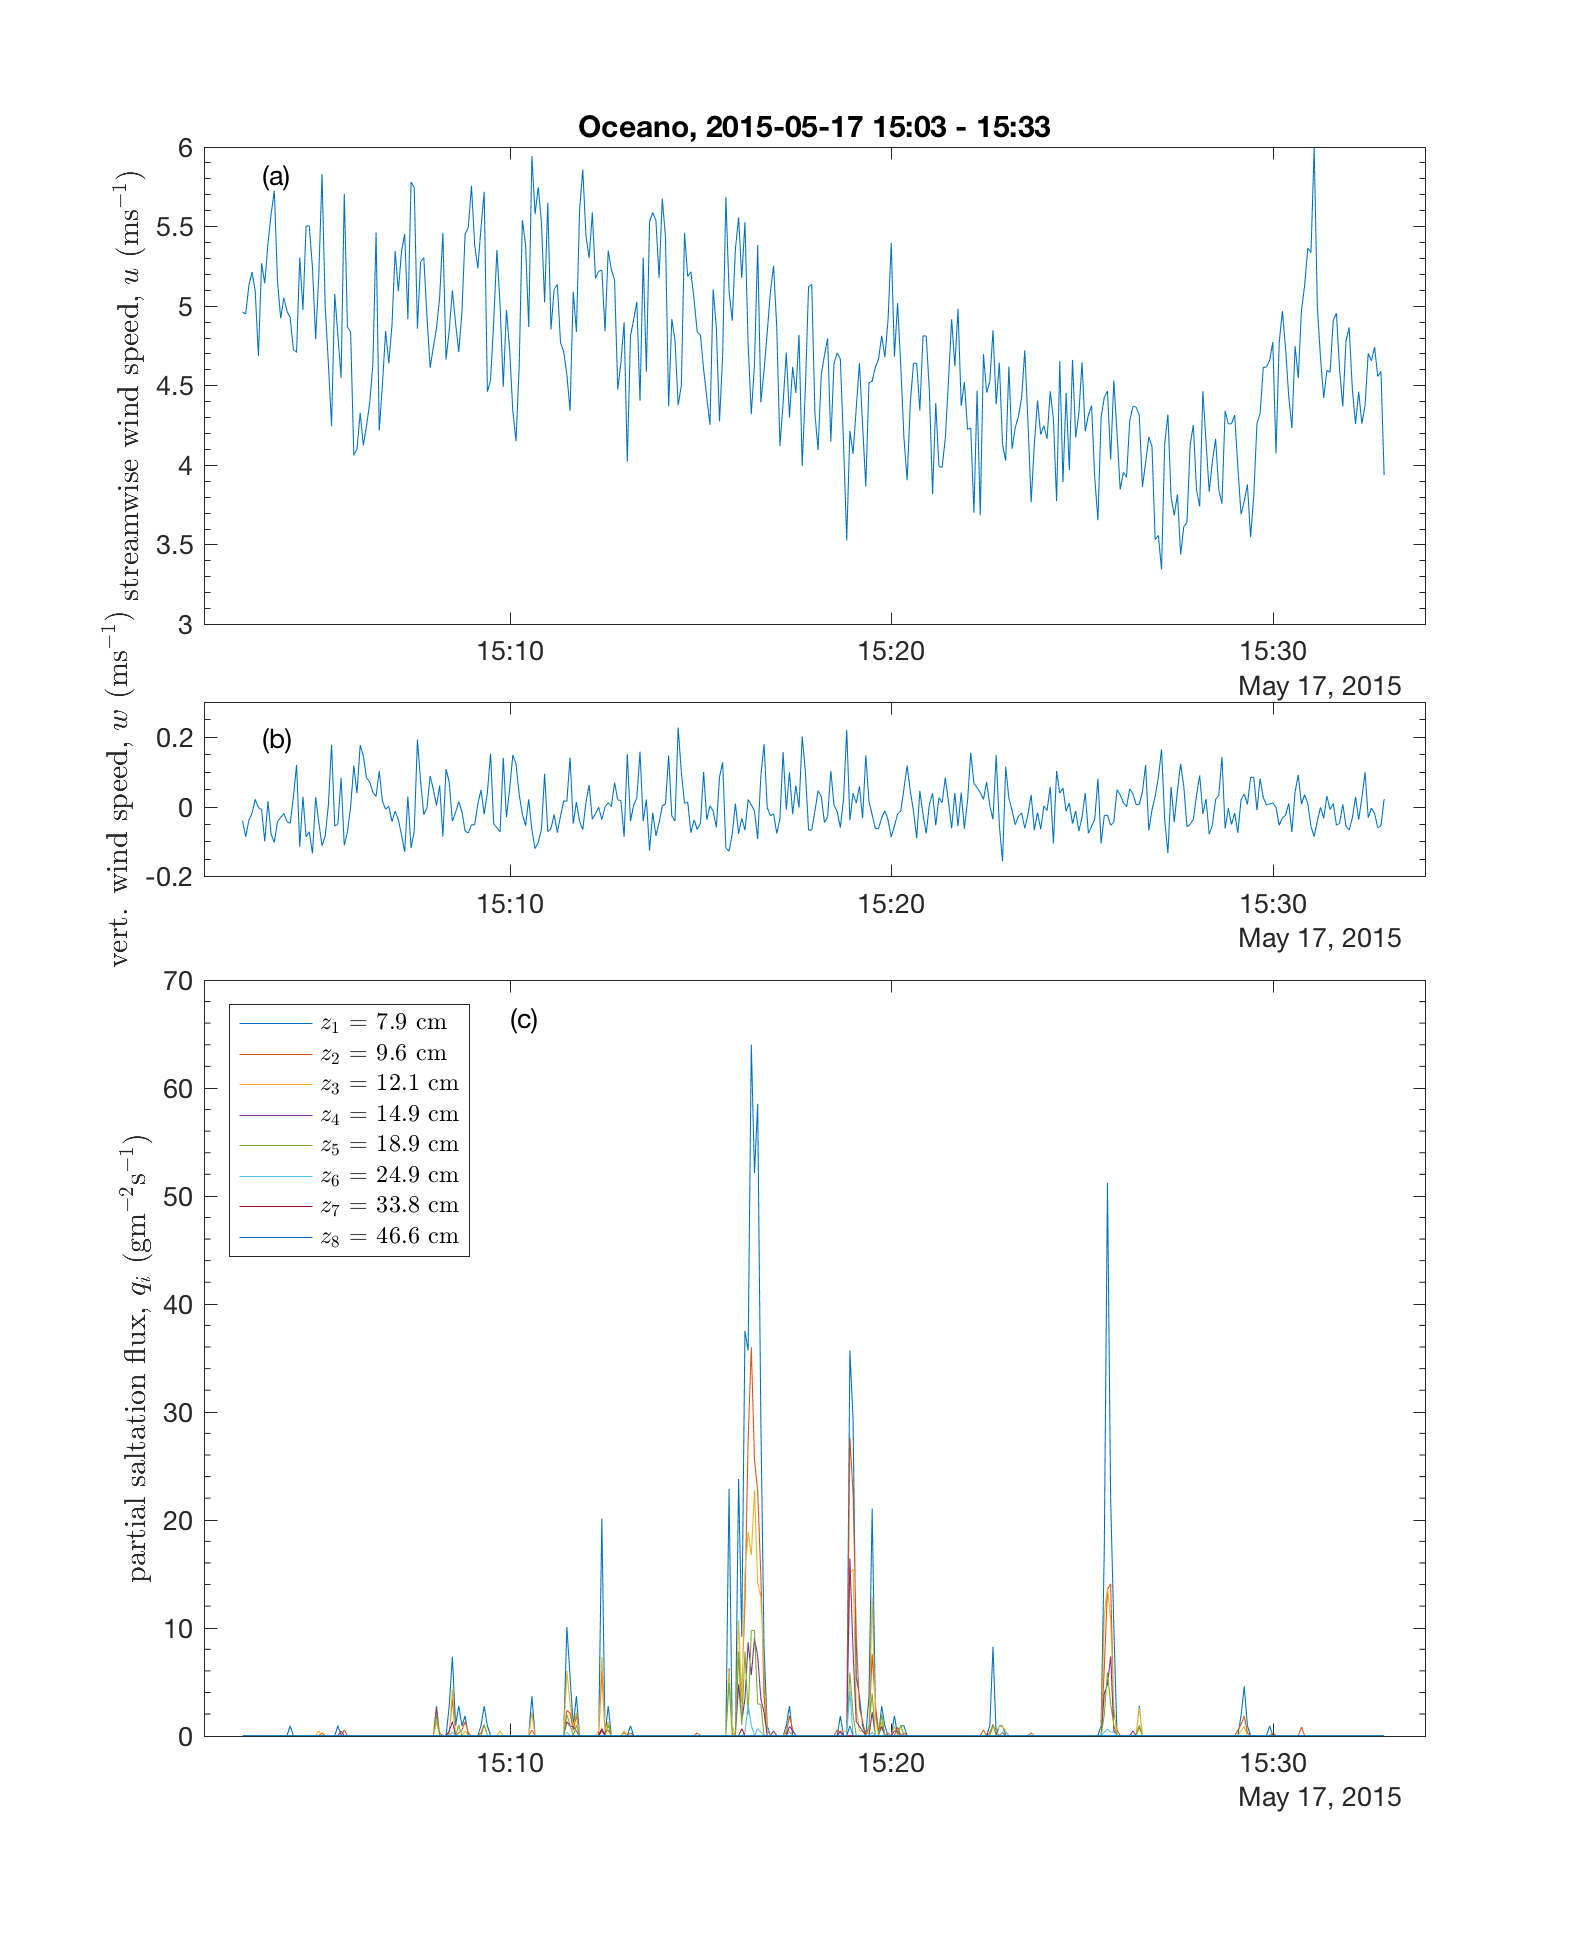 Oceano, 2015-05-17 15:03 - 15:33
(a)
streamwise wind speed, u (ms⁻¹)
6
5.5
5
4.5
4
3.5
3
15:10 15:20 15:30
May 17, 2015
(b)
vert. wind speed, w (ms⁻¹)
0.2
0
-0.2
15:10 15:20 15:30
May 17, 2015
(c)
partial saltation flux, qᵢ (gm⁻²s⁻¹)
70
60
50
40
30
20
10
0
z₁ = 7.9 cm
z₂ = 9.6 cm
z₃ = 12.1 cm
z₄ = 14.9 cm
z₅ = 18.9 cm
z₆ = 24.9 cm
z₇ = 33.8 cm
z₈ = 46.6 cm
15:10 15:20 15:30
May 17, 2015